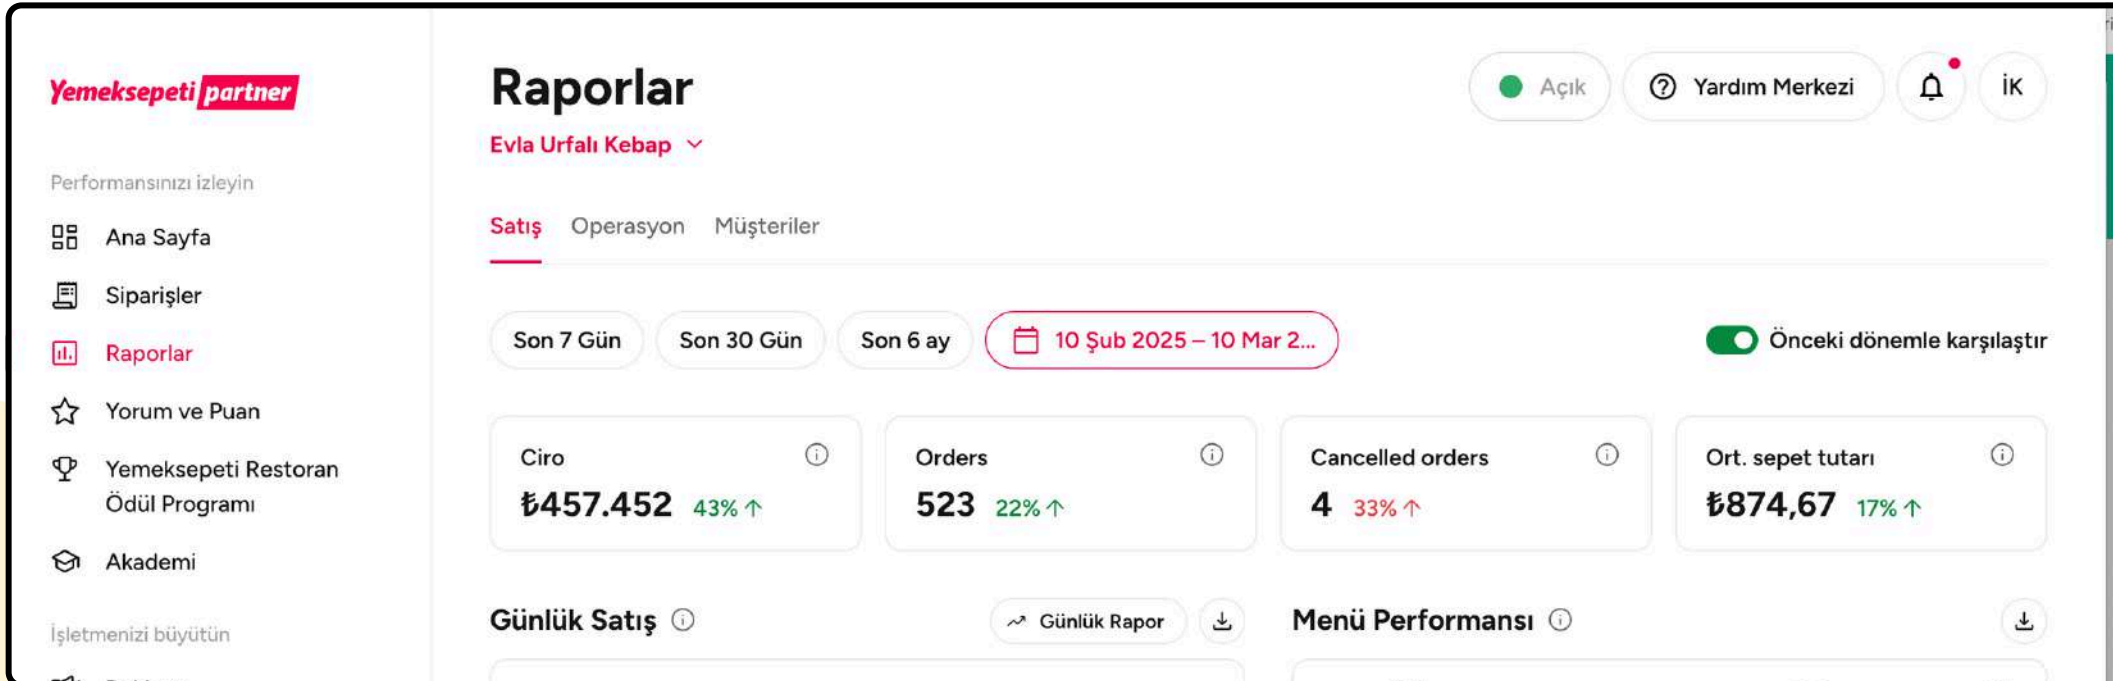 Yemeksepeti partner
Performansınızı izleyin
Ana Sayfa
Siparişler
Raporlar
Yorum ve Puan
Yemeksepeti Restoran
Ödül Programı
Akademi
İşletmenizi büyütün
Raporlar
Açık
Yardım Merkezi
İK
Evla Urfalı Kebap
Satış Operasyon Müşteriler
Son 7 Gün Son 30 Gün Son 6 ay 10 Şub 2025 – 10 Mar 2... Önceki dönemle karşılaştır
Ciro
₺457.452 43% ↑
Orders
523 22% ↑
Cancelled orders
4 33% ↑
Ort. sepet tutarı
₺874,67 17% ↑
Günlük Satış
Günlük Rapor
Menü Performansı